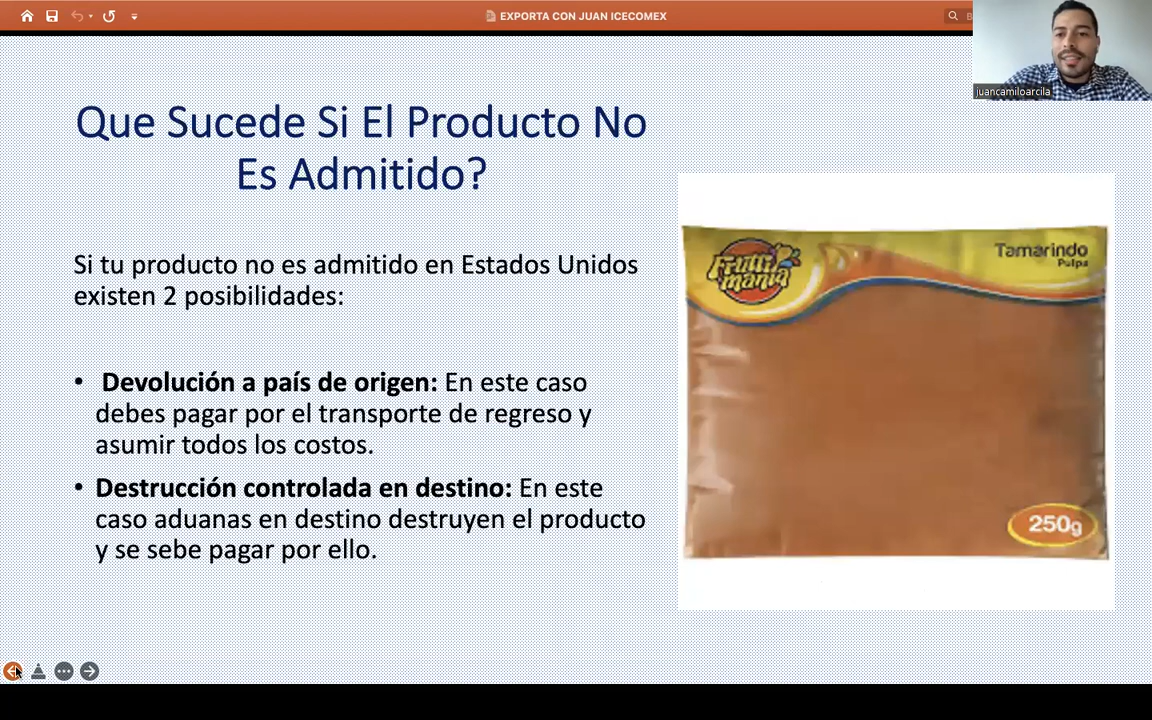 EXPORTA CON JUAN ICECOMEX
juancamiloarcila
Que Sucede Si El Producto No
Es Admitido?
Si tu producto no es admitido en Estados Unidos
existen 2 posibilidades:
• Devolución a país de origen: En este caso
debes pagar por el transporte de regreso y
asumir todos los costos.
• Destrucción controlada en destino: En este
caso aduanas en destino destruyen el producto
y se sebe pagar por ello.
Frutti
mania
Tamarindo
Pulpa
250g